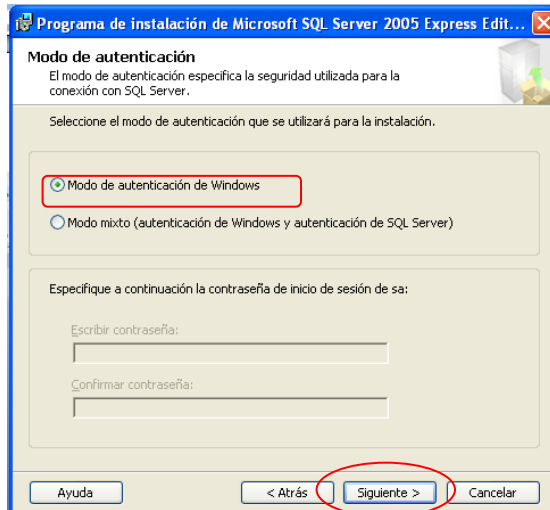 Programa de instalación de Microsoft SQL Server 2005 Express Edit...
Modo de autenticación
El modo de autenticación especifica la seguridad utilizada para la
conexión con SQL Server.
Seleccione el modo de autenticación que se utilizará para la instalación.
Modo de autenticación de Windows
Modo mixto (autenticación de Windows y autenticación de SQL Server)
Especifique a continuación la contraseña de inicio de sesión de sa:
Escribir contraseña:
Confirmar contraseña:
Ayuda
< Atrás
Siguiente >
Cancelar